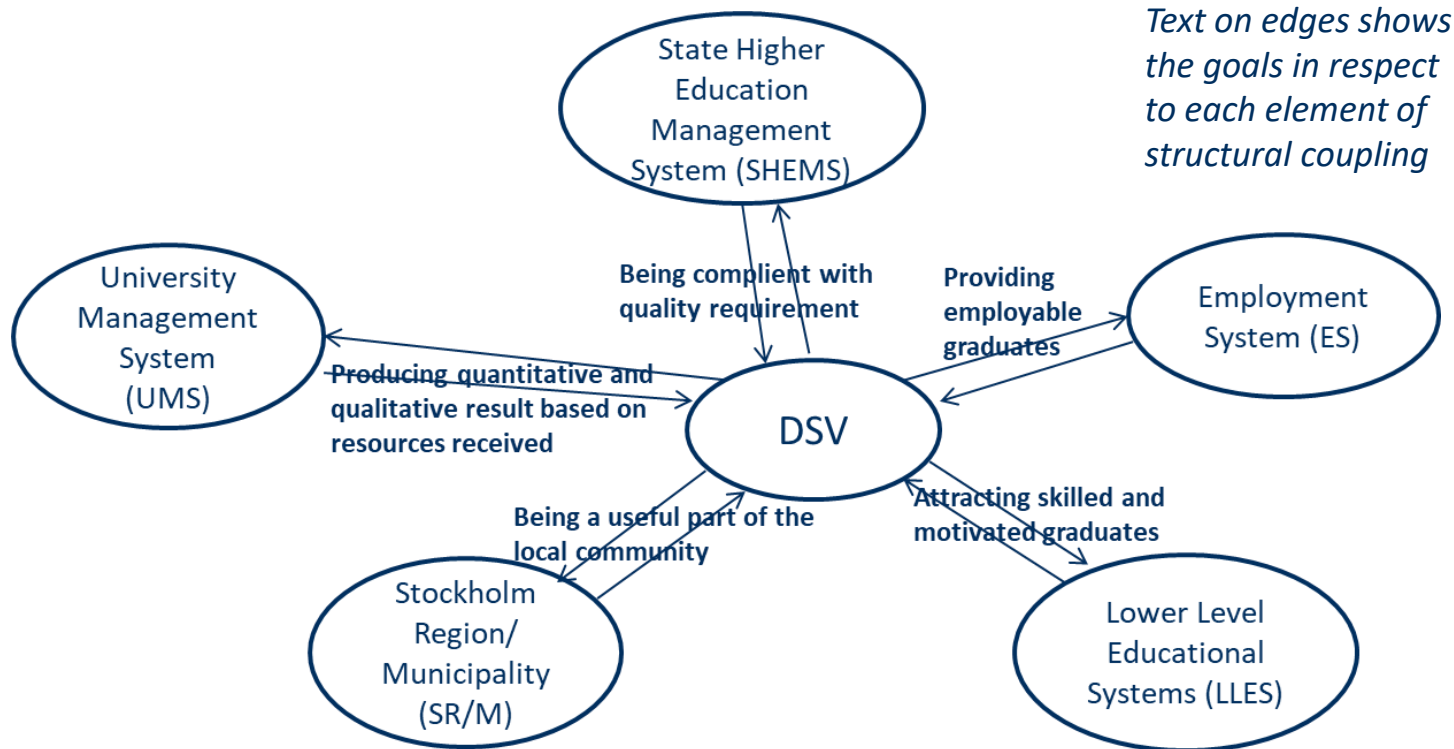 Text on edges shows
the goals in respect
to each element of
structural coupling
State Higher
Education
Management
System (SHEMS)
University
Management
System
(UMS)
Being complient with
quality requirement
Providing
employable
graduates
Employment
System (ES)
Producing quantitative and
qualitative result based on
resources received
DSV
Being a useful part of the
local community
Attracting skilled and
motivated graduates
Stockholm
Region/
Municipality
(SR/M)
Lower Level
Educational
Systems (LLES)